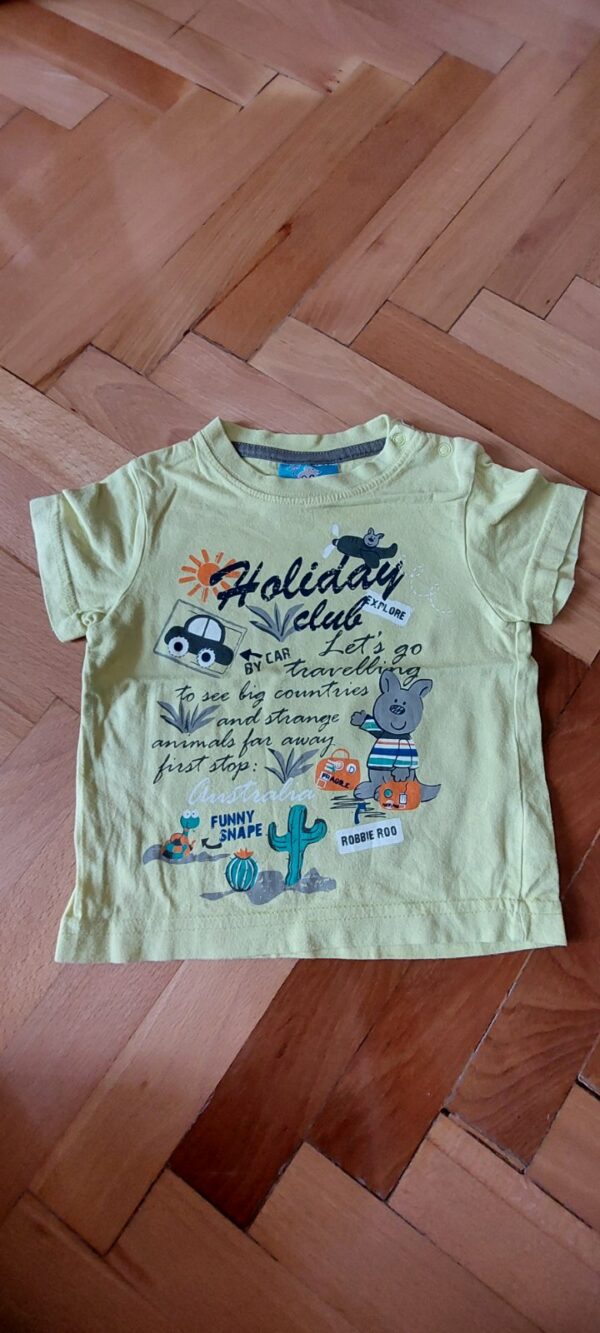 Holiday
club
EXPLORE
BY CAR
Let's go
travelling
to see big countries
and strange
animals far away
first stop:
Australia
FRAGILE
FUNNY
SNAPE
ROBBIE ROO